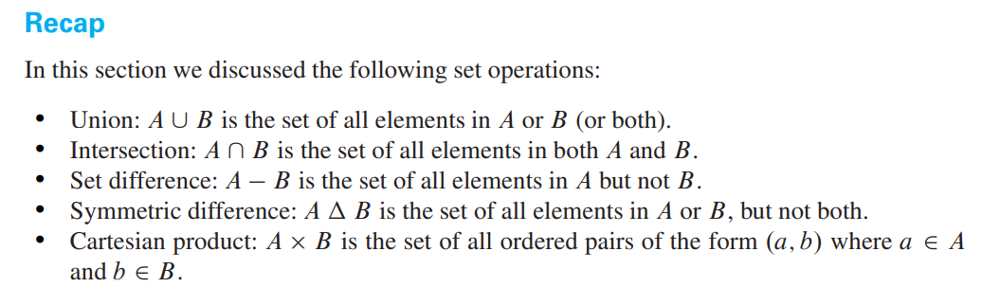 Recap
In this section we discussed the following set operations:
• Union: A ∪ B is the set of all elements in A or B (or both).
• Intersection: A ∩ B is the set of all elements in both A and B.
• Set difference: A − B is the set of all elements in A but not B.
• Symmetric difference: A Δ B is the set of all elements in A or B, but not both.
• Cartesian product: A × B is the set of all ordered pairs of the form (a, b) where a ∈ A
and b ∈ B.